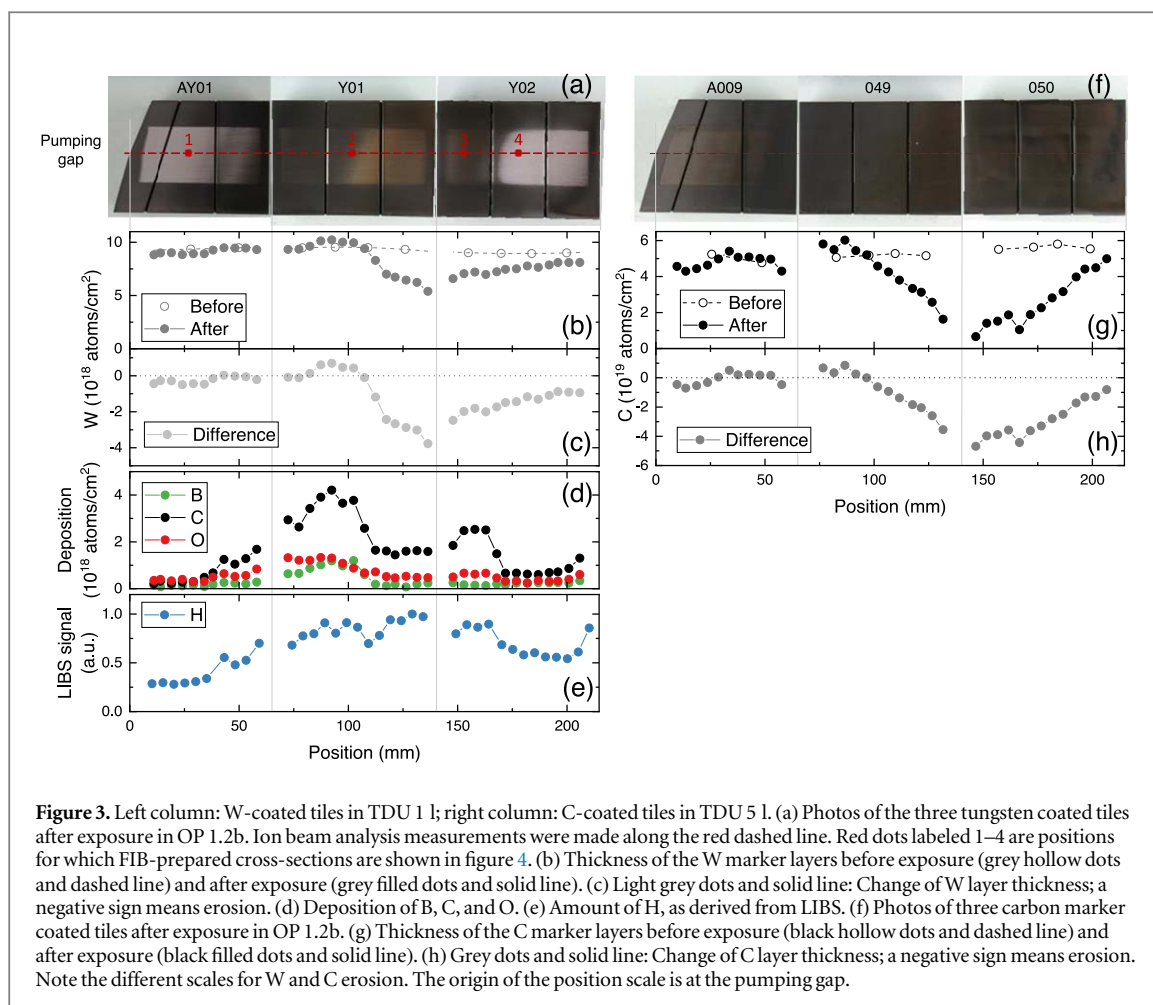 AY01 Y01 Y02 (a)
Pumping gap
1 2 3 4
10
5
0
W (10¹⁸ atoms/cm²)
Before
After
(b)
0
-2
-4
Difference
(c)
4
2
0
Deposition (10¹⁸ atoms/cm²)
B
C
O
(d)
1.0
0.5
0.0
LIBS signal (a.u.)
H
(e)
0 50 100 150 200
Position (mm)
A009 049 050 (f)
6
4
2
0
C (10¹⁹ atoms/cm²)
Before
After
(g)
0
-2
-4
-6
Difference
(h)
0 50 100 150 200
Position (mm)
Figure 3. Left column: W-coated tiles in TDU 1 l; right column: C-coated tiles in TDU 5 l. (a) Photos of the three tungsten coated tiles
after exposure in OP 1.2b. Ion beam analysis measurements were made along the red dashed line. Red dots labeled 1–4 are positions
for which FIB-prepared cross-sections are shown in figure 4. (b) Thickness of the W marker layers before exposure (grey hollow dots
and dashed line) and after exposure (grey filled dots and solid line). (c) Light grey dots and solid line: Change of W layer thickness; a
negative sign means erosion. (d) Deposition of B, C, and O. (e) Amount of H, as derived from LIBS. (f) Photos of three carbon marker
coated tiles after exposure in OP 1.2b. (g) Thickness of the C marker layers before exposure (black hollow dots and dashed line) and
after exposure (black filled dots and solid line). (h) Grey dots and solid line: Change of C layer thickness; a negative sign means erosion.
Note the different scales for W and C erosion. The origin of the position scale is at the pumping gap.